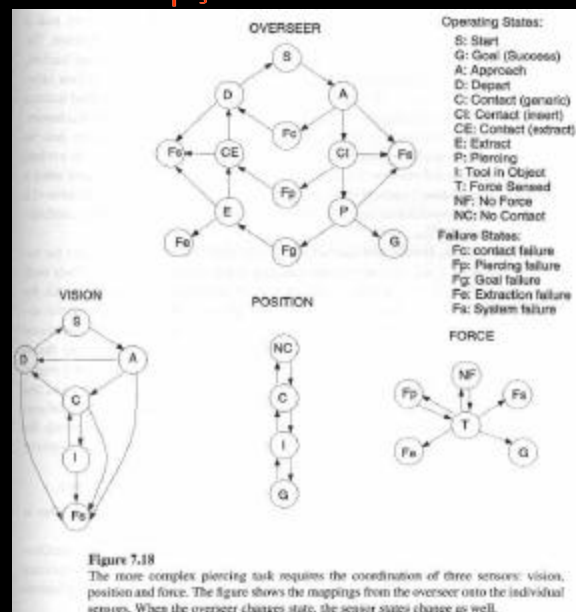 OVERSEER
S
D
A
Fc
Fs
CE
CI
Fs
Fp
E
P
Fe
Fg
G
Operating States:
S: Start
G: Goal (Success)
A: Approach
D: Depart
C: Contact (generic)
CI: Contact (insert)
CE: Contact (extract)
E: Extract
P: Piercing
I: Tool in Object
T: Force Sensed
NF: No Force
NC: No Contact
Failure States:
Fc: contact failure
Fp: Piercing failure
Fg: Goal failure
Fe: Extraction failure
Fs: System failure
VISION
S
D
A
C
I
Fs
POSITION
NC
C
I
G
FORCE
NF
Fp
Fs
T
Fe
G
Figure 7.18
The more complex piercing task requires the coordination of three sensors: vision,
position and force. The figure shows the mappings from the overseer onto the individual
sensors. When the overseer changes state, the sensor states change as well.